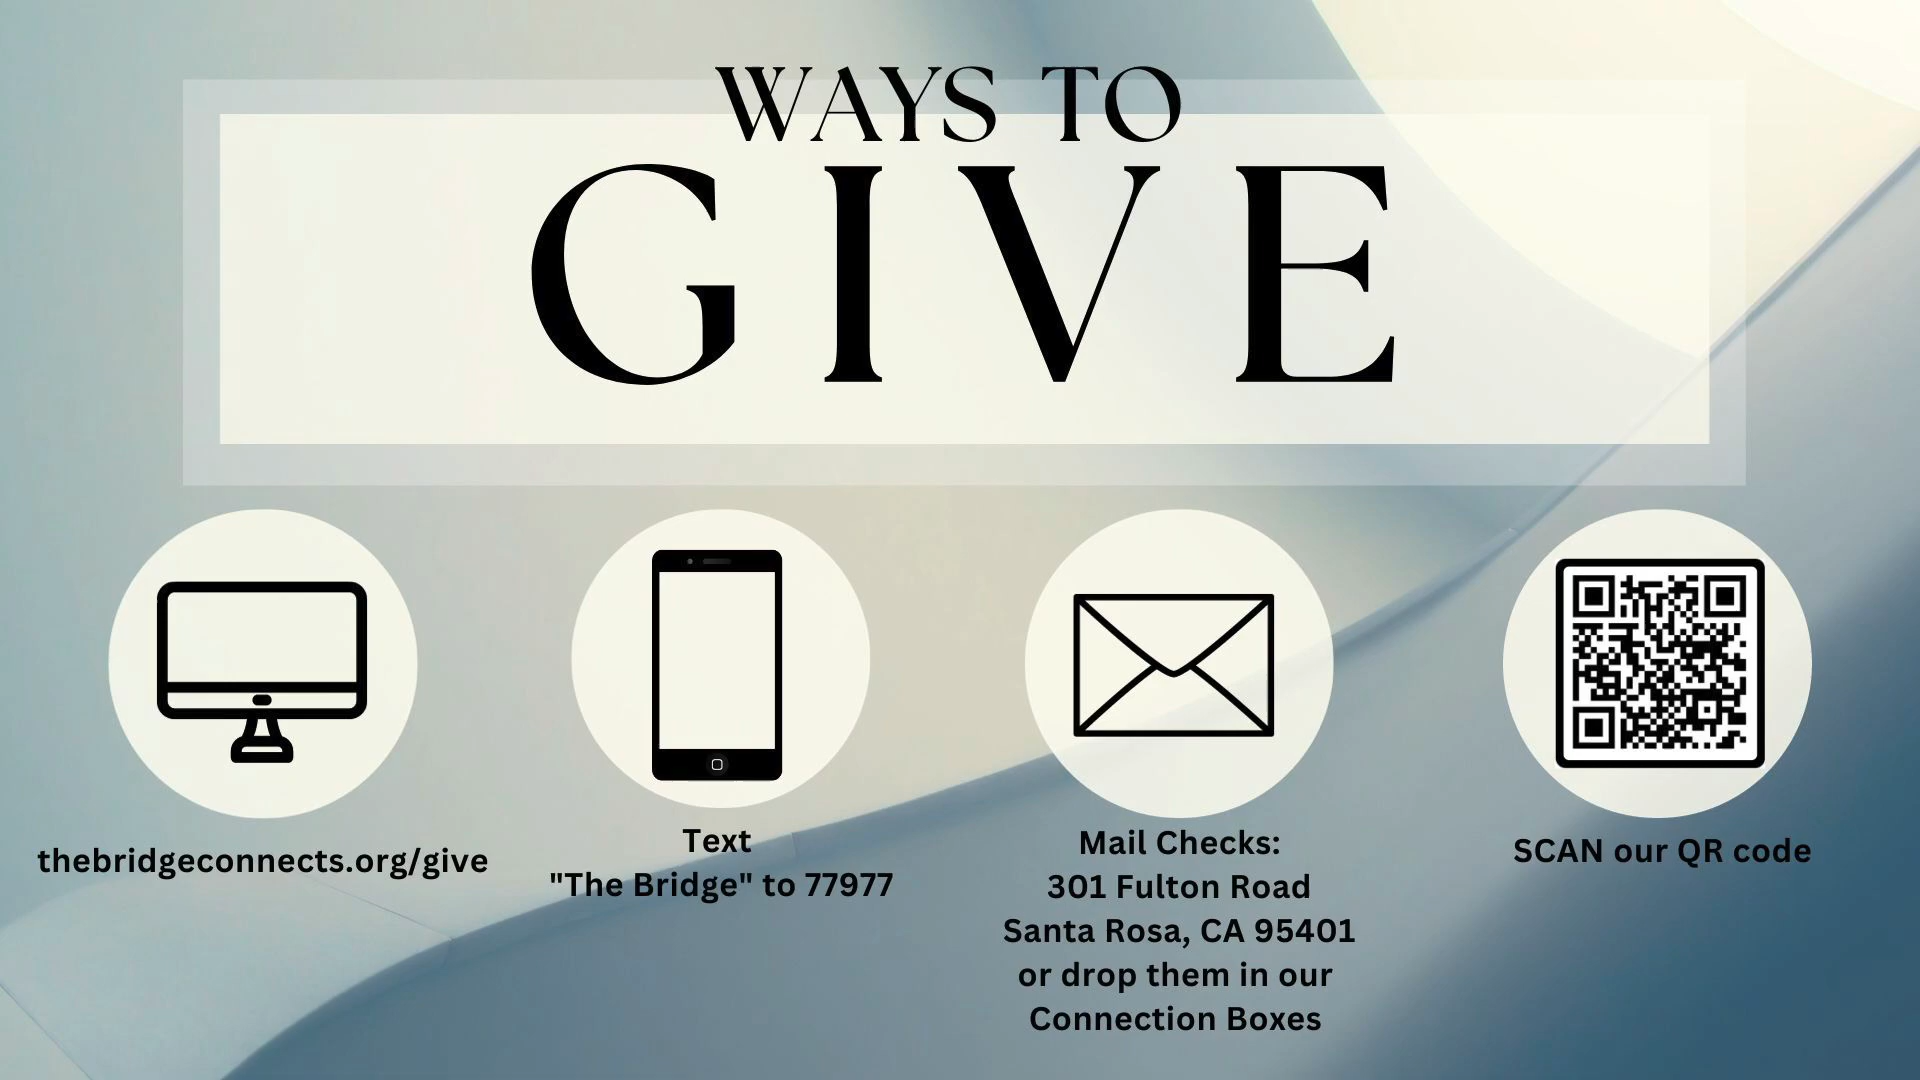 WAYS TO
GIVE
thebridgeconnects.org/give
Text
"The Bridge" to 77977
Mail Checks:
301 Fulton Road
Santa Rosa, CA 95401
or drop them in our
Connection Boxes
SCAN our QR code